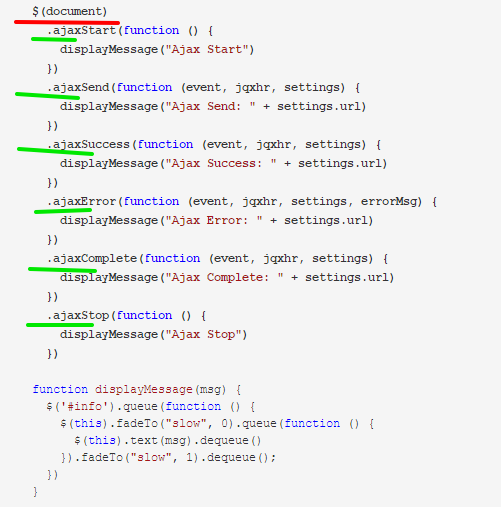 $(document)
.ajaxStart(function () {
displayMessage("Ajax Start")
})
.ajaxSend(function (event, jqxhr, settings) {
displayMessage("Ajax Send: " + settings.url)
})
.ajaxSuccess(function (event, jqxhr, settings) {
displayMessage("Ajax Success: " + settings.url)
})
.ajaxError(function (event, jqxhr, settings, errorMsg) {
displayMessage("Ajax Error: " + settings.url)
})
.ajaxComplete(function (event, jqxhr, settings) {
displayMessage("Ajax Complete: " + settings.url)
})
.ajaxStop(function () {
displayMessage("Ajax Stop")
})
function displayMessage(msg) {
$('#info').queue(function () {
$(this).fadeTo("slow", 0).queue(function () {
$(this).text(msg).dequeue()
}).fadeTo("slow", 1).dequeue();
})
}